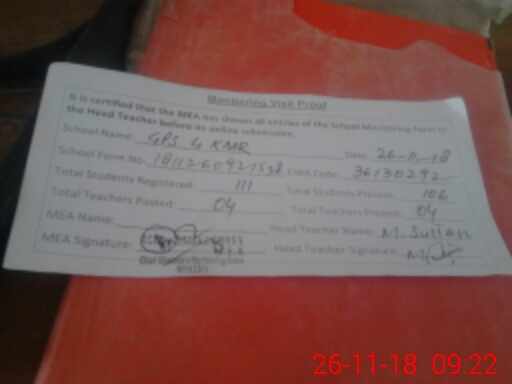 Monitoring Visit Proof
It is certified that the MEA has shown all entries of the School Monitoring Form to
the Head Teacher before its online submission.
School Name: GPS 4 KMR Date: 26-11-18
School Form No: EMIS Code: 36130292
Total Students Registered: 111 Total Students Present: 106
Total Teachers Posted: 04 Total Teachers Present: 04
MEA Name: Head Teacher Name: M.
MEA Signature: Head Teacher Signature:
26-11-18 09:22